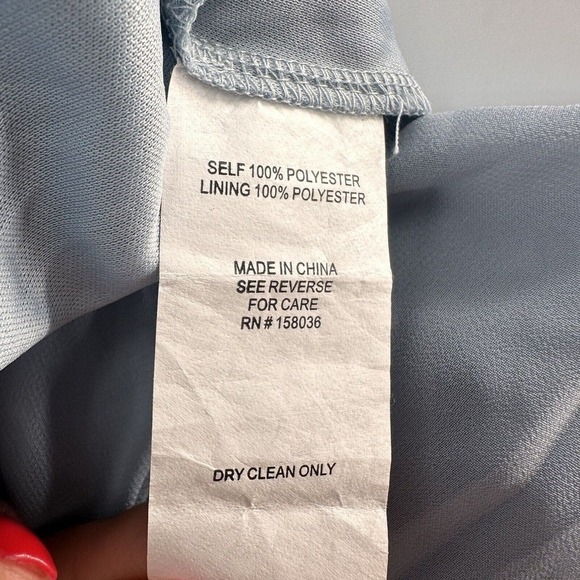 SELF 100% POLYESTER
LINING 100% POLYESTER
MADE IN CHINA
SEE REVERSE
FOR CARE
RN # 158036
DRY CLEAN ONLY